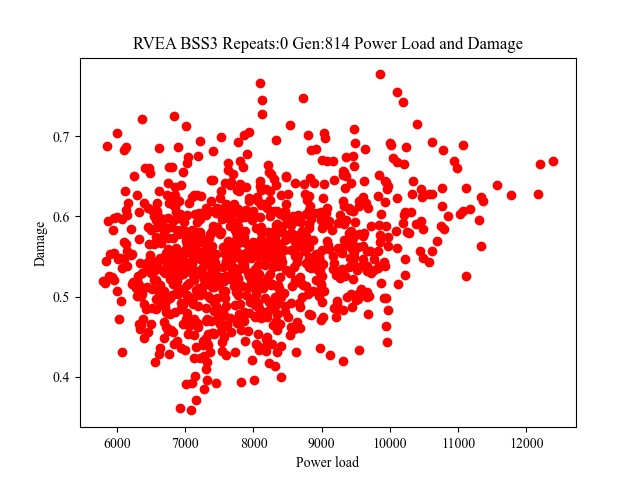 RVEA BSS3 Repeats:0 Gen:814 Power Load and Damage
0.7
0.6
0.5
0.4
Damage
6000 7000 8000 9000 10000 11000 12000
Power load